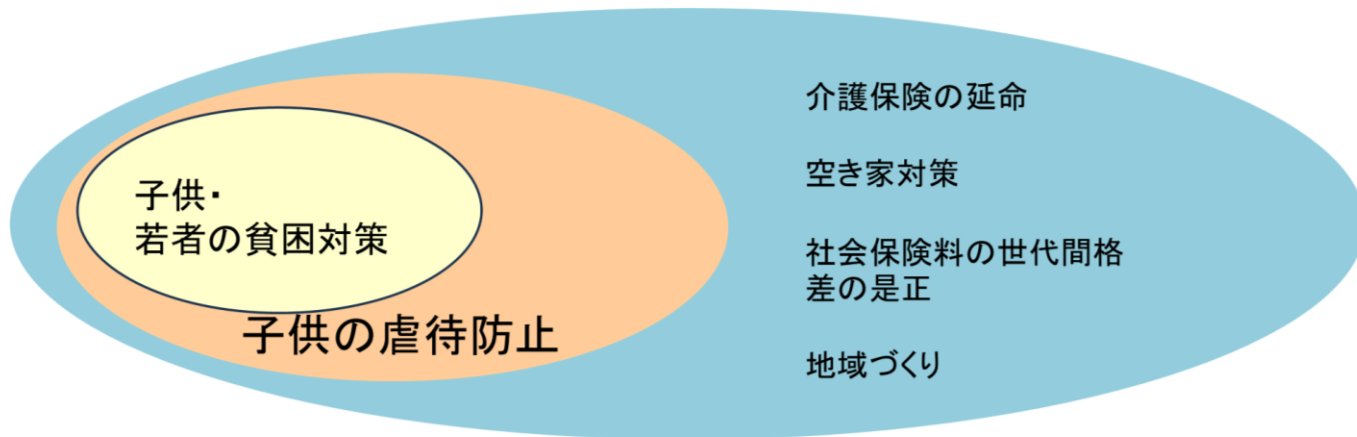 子供・
若者の貧困対策
子供の虐待防止
介護保険の延命
空き家対策
社会保険料の世代間格
差の是正
地域づくり